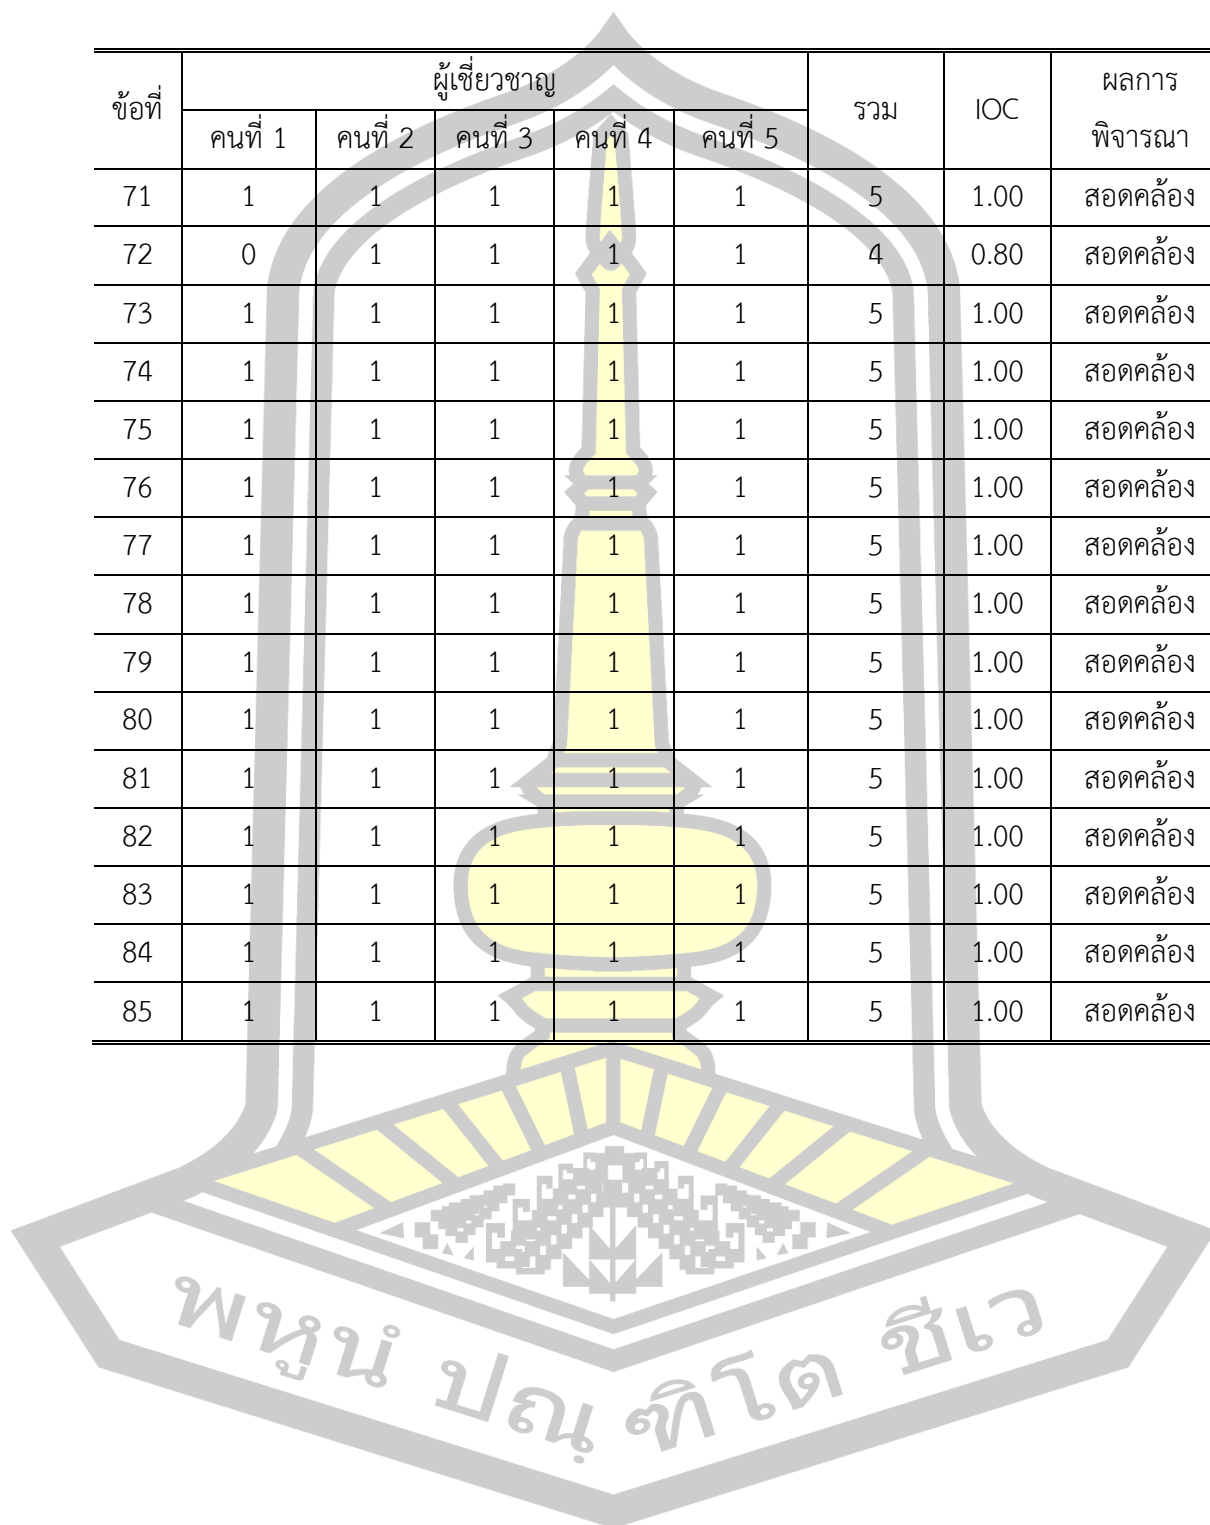 ข้อที่ ผู้เชี่ยวชาญ รวม IOC ผลการพิจารณา
คนที่ 1 คนที่ 2 คนที่ 3 คนที่ 4 คนที่ 5
71 1 1 1 1 1 5 1.00 สอดคล้อง
72 0 1 1 1 1 4 0.80 สอดคล้อง
73 1 1 1 1 1 5 1.00 สอดคล้อง
74 1 1 1 1 1 5 1.00 สอดคล้อง
75 1 1 1 1 1 5 1.00 สอดคล้อง
76 1 1 1 1 1 5 1.00 สอดคล้อง
77 1 1 1 1 1 5 1.00 สอดคล้อง
78 1 1 1 1 1 5 1.00 สอดคล้อง
79 1 1 1 1 1 5 1.00 สอดคล้อง
80 1 1 1 1 1 5 1.00 สอดคล้อง
81 1 1 1 1 1 5 1.00 สอดคล้อง
82 1 1 1 1 1 5 1.00 สอดคล้อง
83 1 1 1 1 1 5 1.00 สอดคล้อง
84 1 1 1 1 1 5 1.00 สอดคล้อง
85 1 1 1 1 1 5 1.00 สอดคล้อง
พหูนํ ปณฺฑิโต ชีเว